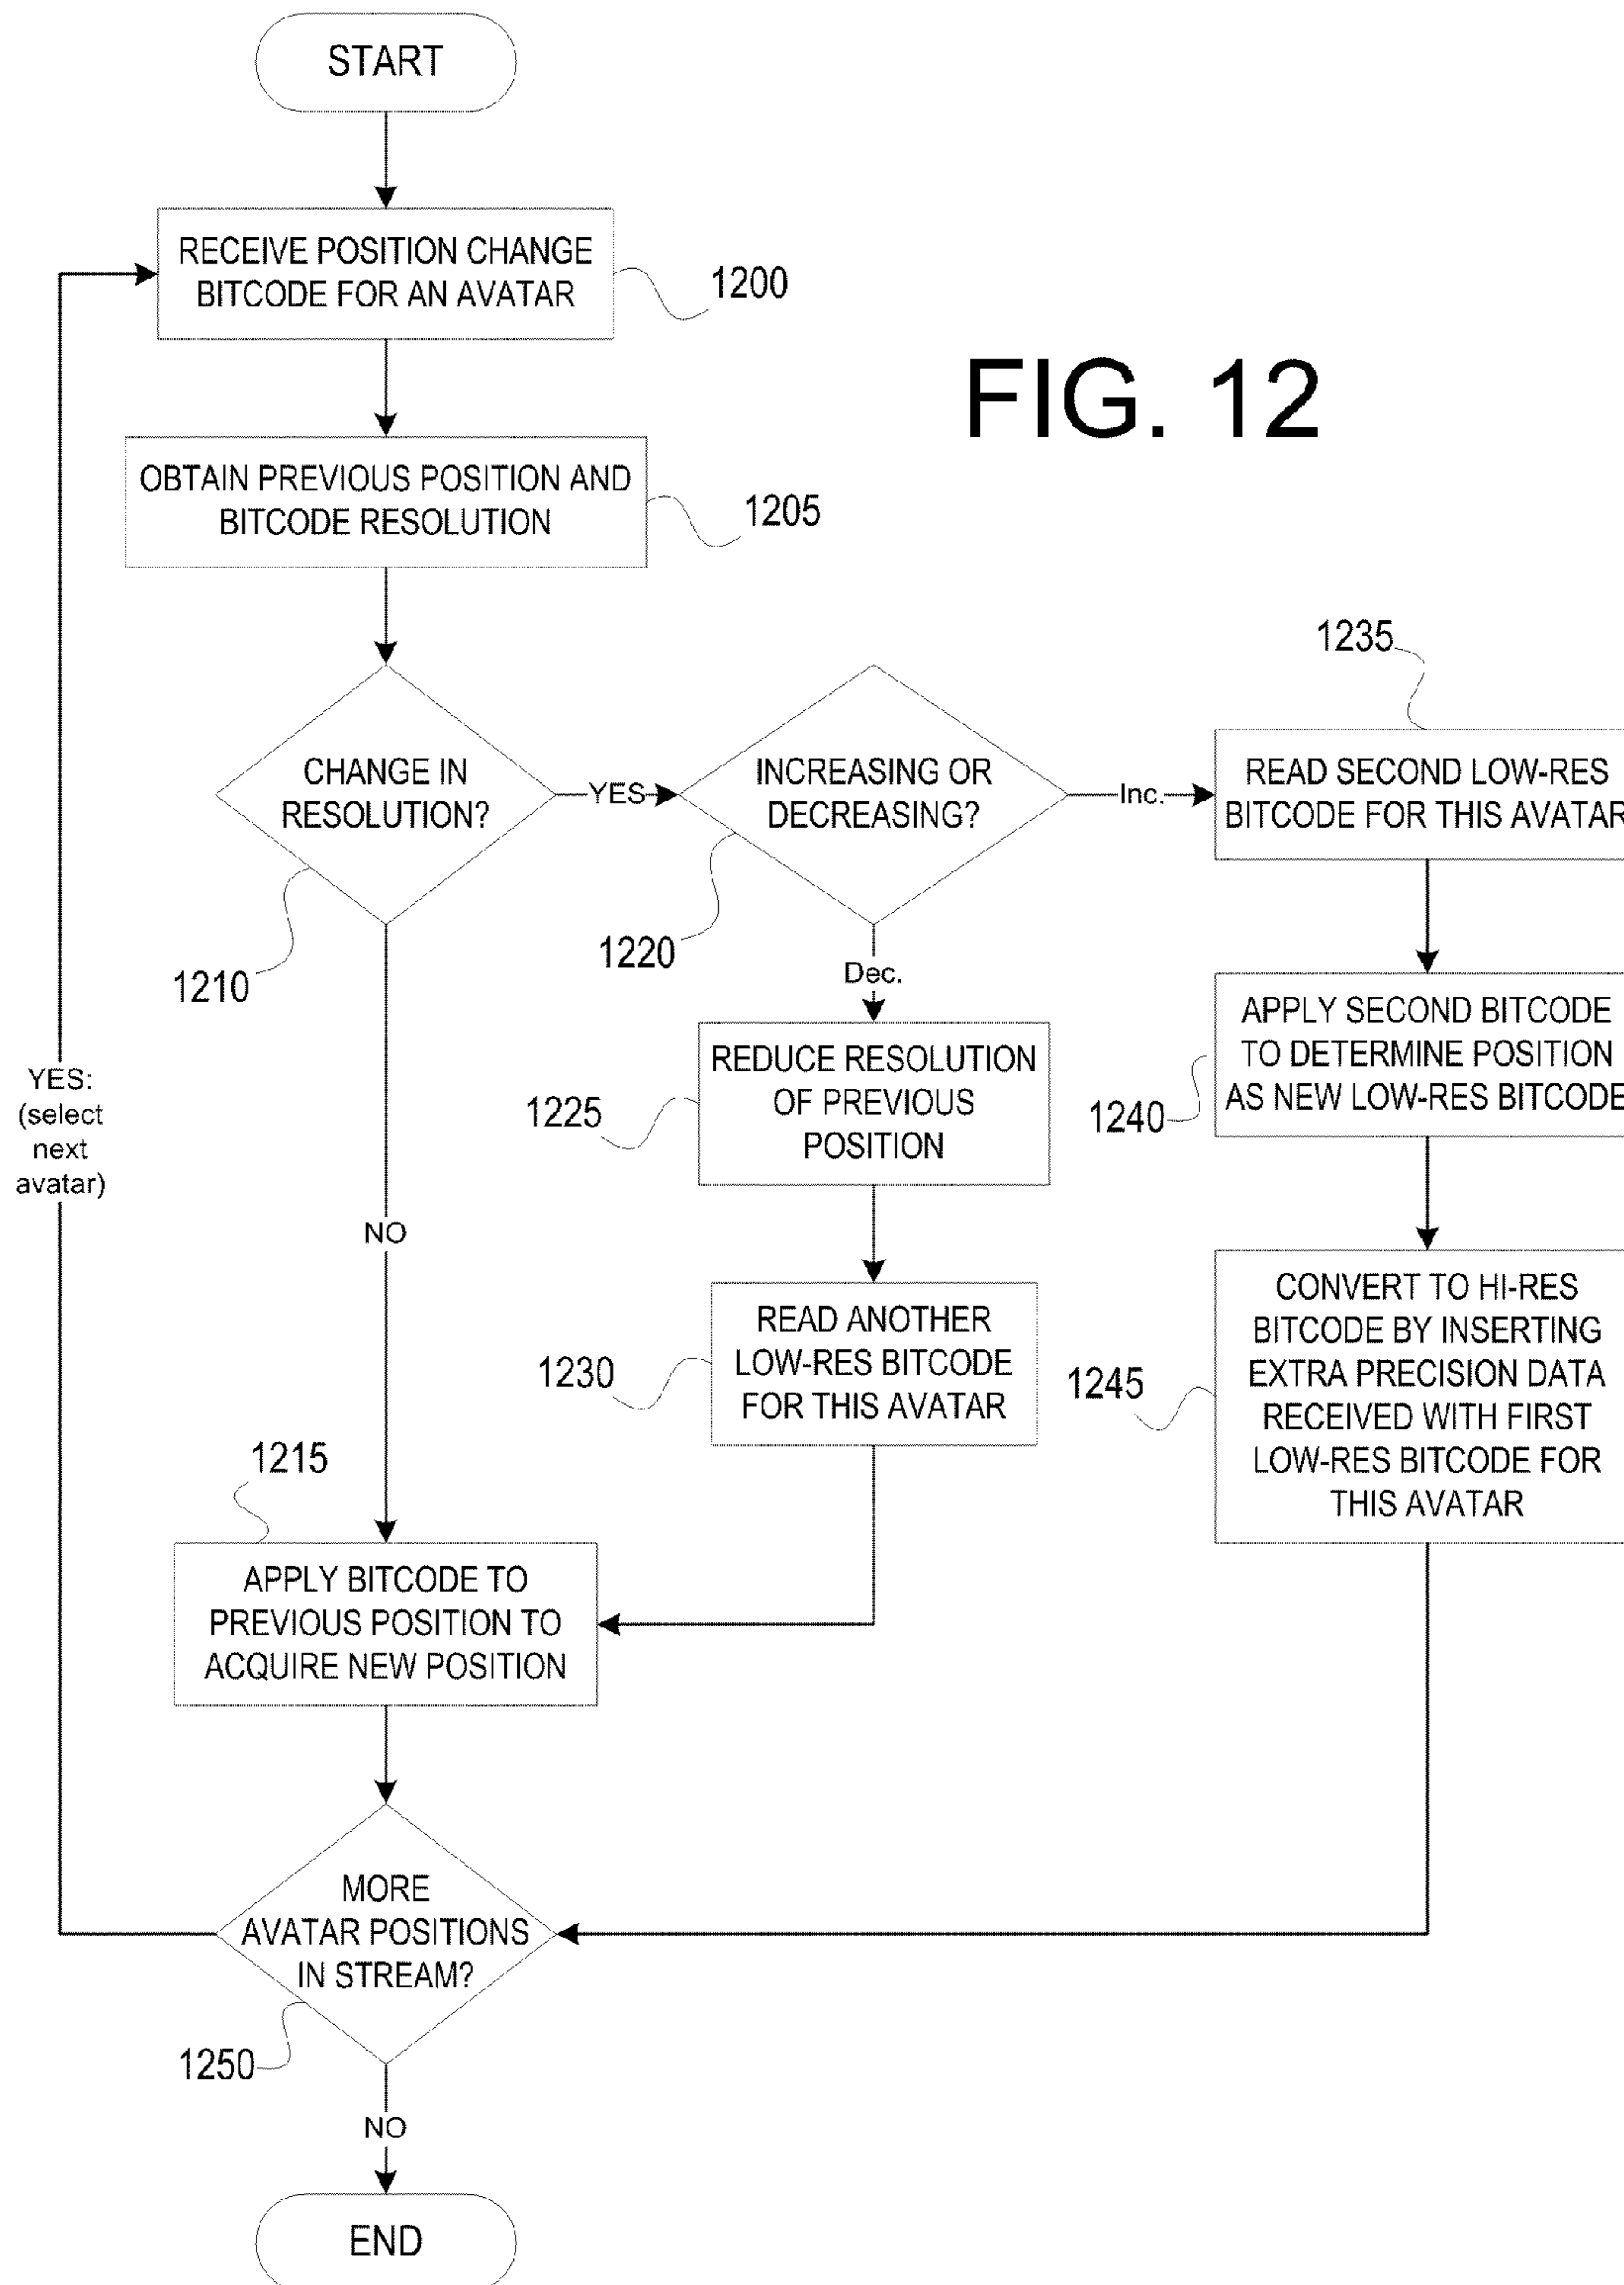 START
RECEIVE POSITION CHANGE
BITCODE FOR AN AVATAR
1200
FIG. 12
OBTAIN PREVIOUS POSITION AND
BITCODE RESOLUTION
1205
CHANGE IN
RESOLUTION?
1210
YES
INCREASING OR
DECREASING?
1220
Inc.
1235
READ SECOND LOW-RES
BITCODE FOR THIS AVATAR
Dec.
REDUCE RESOLUTION
OF PREVIOUS
POSITION
1225
APPLY SECOND BITCODE
TO DETERMINE POSITION
AS NEW LOW-RES BITCODE
1240
YES:
(select
next
avatar)
NO
READ ANOTHER
LOW-RES BITCODE
FOR THIS AVATAR
1230
CONVERT TO HI-RES
BITCODE BY INSERTING
EXTRA PRECISION DATA
RECEIVED WITH FIRST
LOW-RES BITCODE FOR
THIS AVATAR
1245
1215
APPLY BITCODE TO
PREVIOUS POSITION TO
ACQUIRE NEW POSITION
MORE
AVATAR POSITIONS
IN STREAM?
1250
NO
END